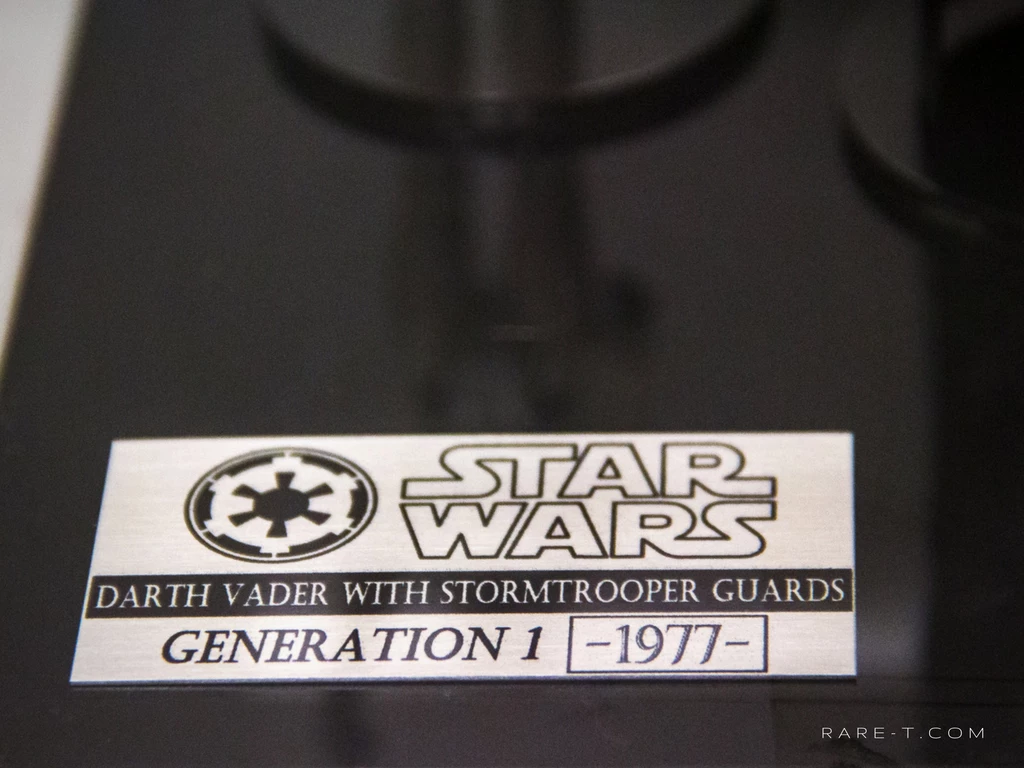 STAR
WARS
DARTH VADER WITH STORMTROOPER GUARDS
GENERATION 1 -1977-
RARE-T.COM